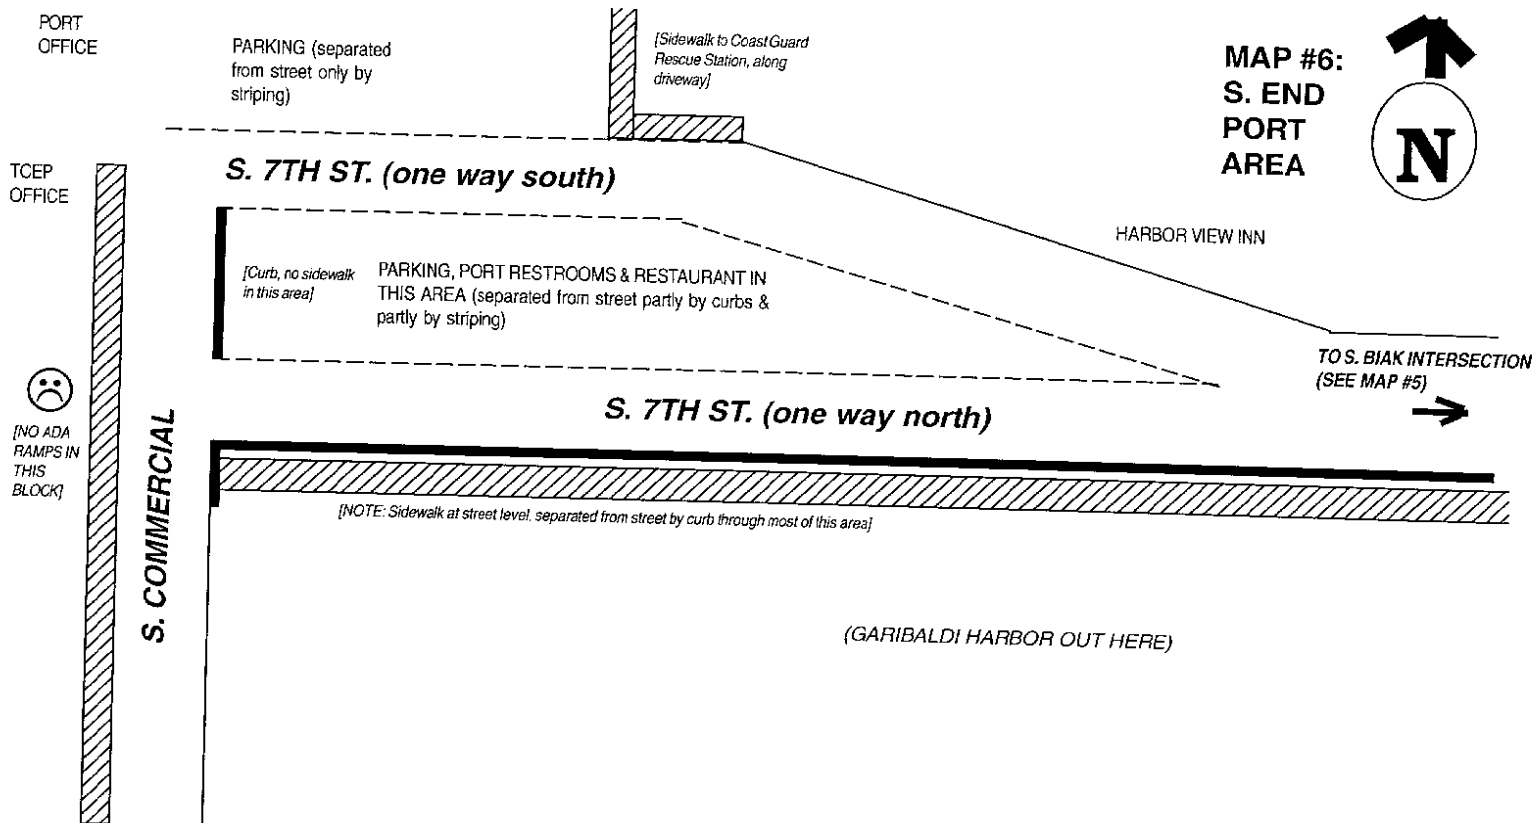 PORT
OFFICE
PARKING (separated
from street only by
striping)
[Sidewalk to Coast Guard
Rescue Station, along
driveway]
MAP #6:
S. END
PORT
AREA
N
TCEP
OFFICE
S. 7TH ST. (one way south)
HARBOR VIEW INN
[Curb, no sidewalk
in this area]
PARKING, PORT RESTROOMS & RESTAURANT IN
THIS AREA (separated from street partly by curbs &
partly by striping)
TO S. BIAK INTERSECTION
(SEE MAP #5)
S. 7TH ST. (one way north)
[NO ADA
RAMPS IN
THIS
BLOCK]
S. COMMERCIAL
[NOTE: Sidewalk at street level, separated from street by curb through most of this area]
(GARIBALDI HARBOR OUT HERE)